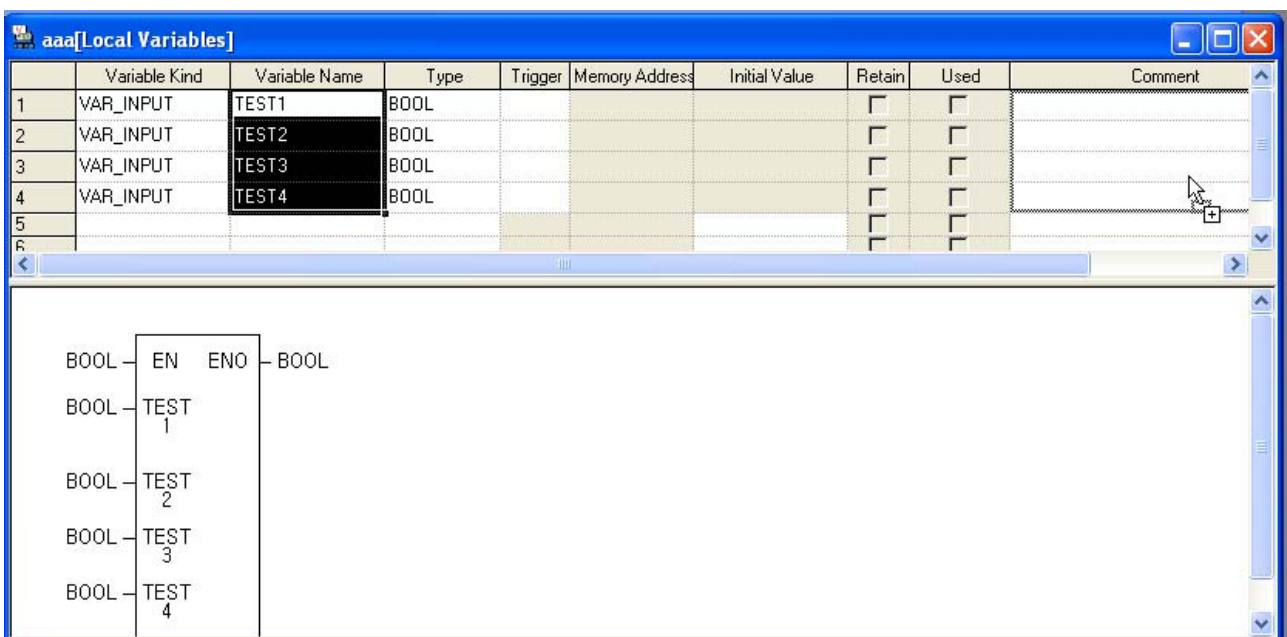 aaa[Local Variables]
Variable Kind Variable Name Type Trigger Memory Address Initial Value Retain Used Comment
1 VAR_INPUT TEST1 BOOL
2 VAR_INPUT TEST2 BOOL
3 VAR_INPUT TEST3 BOOL
4 VAR_INPUT TEST4 BOOL
5
6
BOOL EN ENO BOOL
BOOL TEST
1
BOOL TEST
2
BOOL TEST
3
BOOL TEST
4